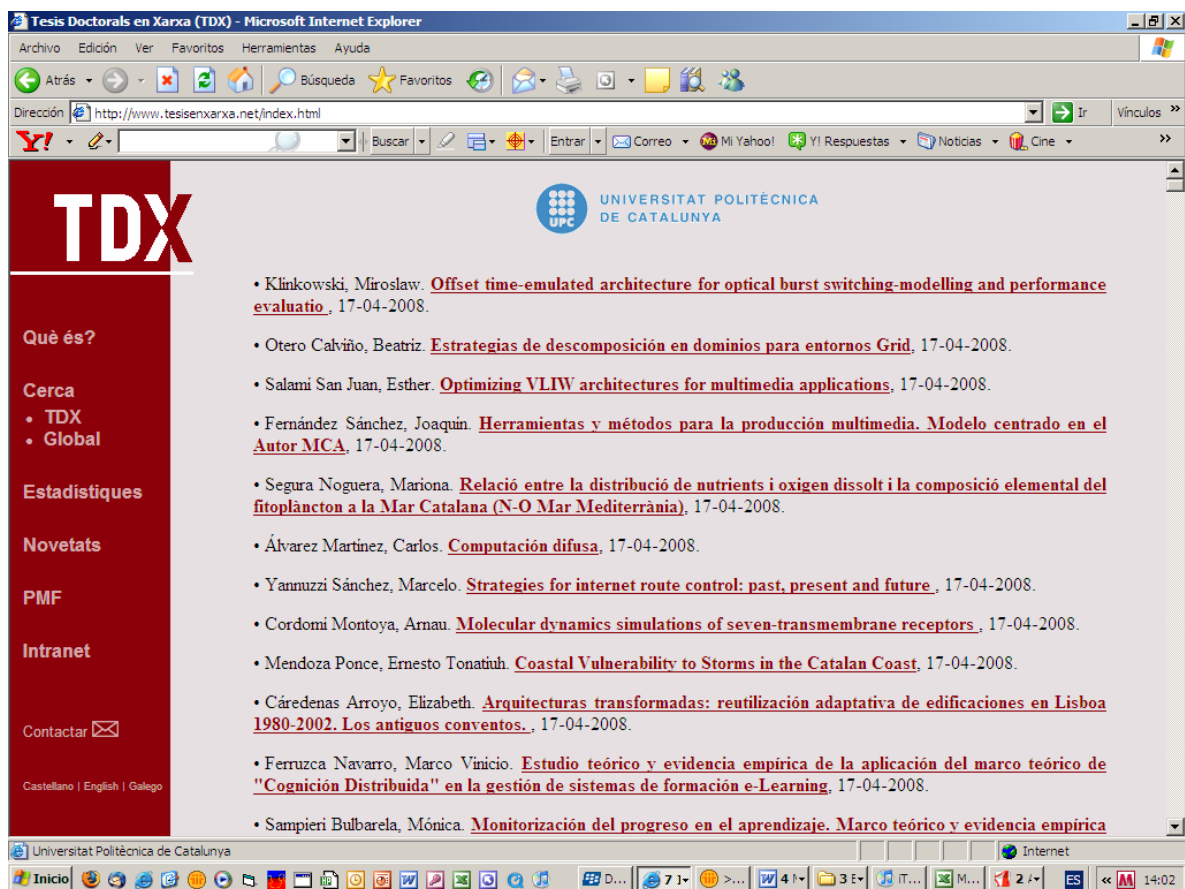 Tesis Doctorals en Xarxa (TDX) - Microsoft Internet Explorer
Archivo Edición Ver Favoritos Herramientas Ayuda
Atrás Búsqueda Favoritos
Dirección http://www.tesisenxarxa.net/index.html Ir Vínculos »
Y! Buscar Entrar Correo Mi Yahoo! Y! Respuestas Noticias Cine »
TDX
UPC
UNIVERSITAT POLITÈCNICA
DE CATALUNYA
Què és?
Cerca
• TDX
• Global
Estadístiques
Novetats
PMF
Intranet
Contactar
Castellano | English | Galego
• Klinkowski, Miroslaw. Offset time-emulated architecture for optical burst switching-modelling and performance
evaluatio , 17-04-2008.
• Otero Calviño, Beatriz. Estrategias de descomposición en dominios para entornos Grid, 17-04-2008.
• Salamí San Juan, Esther. Optimizing VLIW architectures for multimedia applications, 17-04-2008.
• Fernández Sánchez, Joaquin. Herramientas y métodos para la producción multimedia. Modelo centrado en el
Autor MCA, 17-04-2008.
• Segura Noguera, Mariona. Relació entre la distribució de nutrients i oxigen dissolt i la composició elemental del
fitoplàncton a la Mar Catalana (N-O Mar Mediterrània), 17-04-2008.
• Álvarez Martínez, Carlos. Computación difusa, 17-04-2008.
• Yannuzzi Sánchez, Marcelo. Strategies for internet route control: past, present and future , 17-04-2008.
• Cordomí Montoya, Arnau. Molecular dynamics simulations of seven-transmembrane receptors , 17-04-2008.
• Mendoza Ponce, Ernesto Tonatiuh. Coastal Vulnerability to Storms in the Catalan Coast, 17-04-2008.
• Cáredenas Arroyo, Elizabeth. Arquitecturas transformadas: reutilización adaptativa de edificaciones en Lisboa
1980-2002. Los antiguos conventos. , 17-04-2008.
• Ferruzca Navarro, Marco Vinicio. Estudio teórico y evidencia empírica de la aplicación del marco teórico de
"Cognición Distribuida" en la gestión de sistemas de formación e-Learning, 17-04-2008.
• Sampieri Bulbarela, Mónica. Monitorización del progreso en el aprendizaje. Marco teórico y evidencia empírica
Universitat Politècnica de Catalunya Internet
Inicio D... 7 >... 4 3 iT... M... 2 ES « 14:02